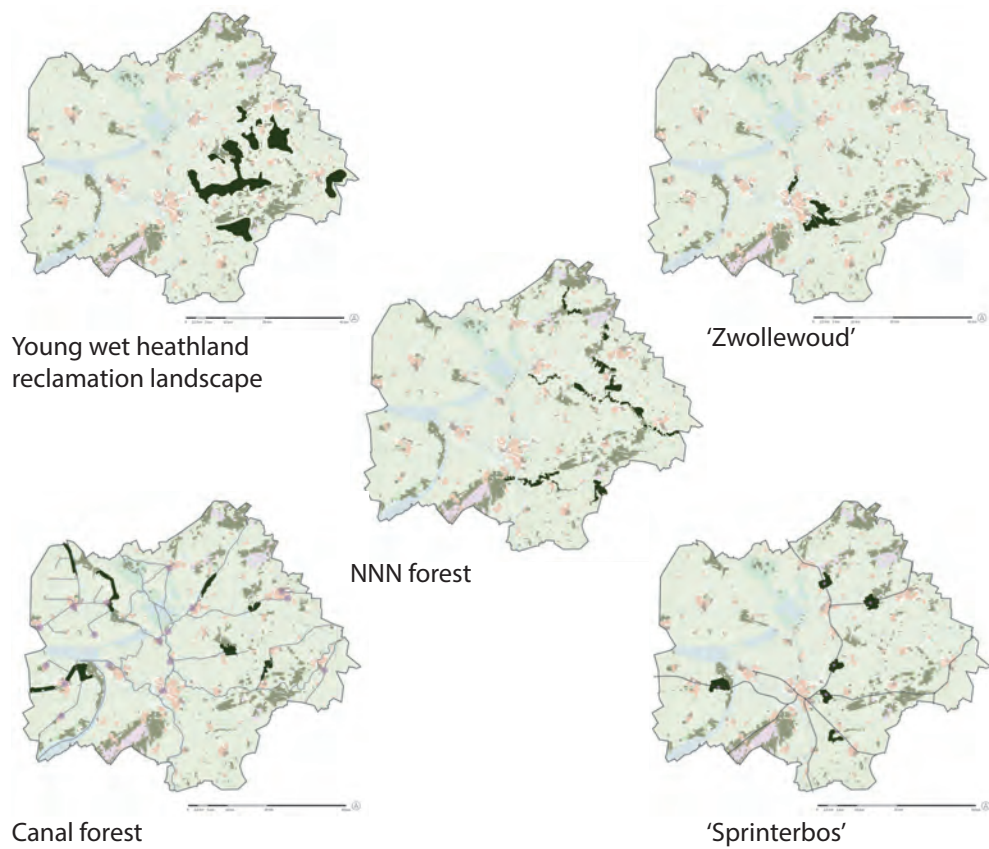 Young wet heathland
reclamation landscape
'Zwollewoud'
NNN forest
Canal forest
'Sprinterbos'